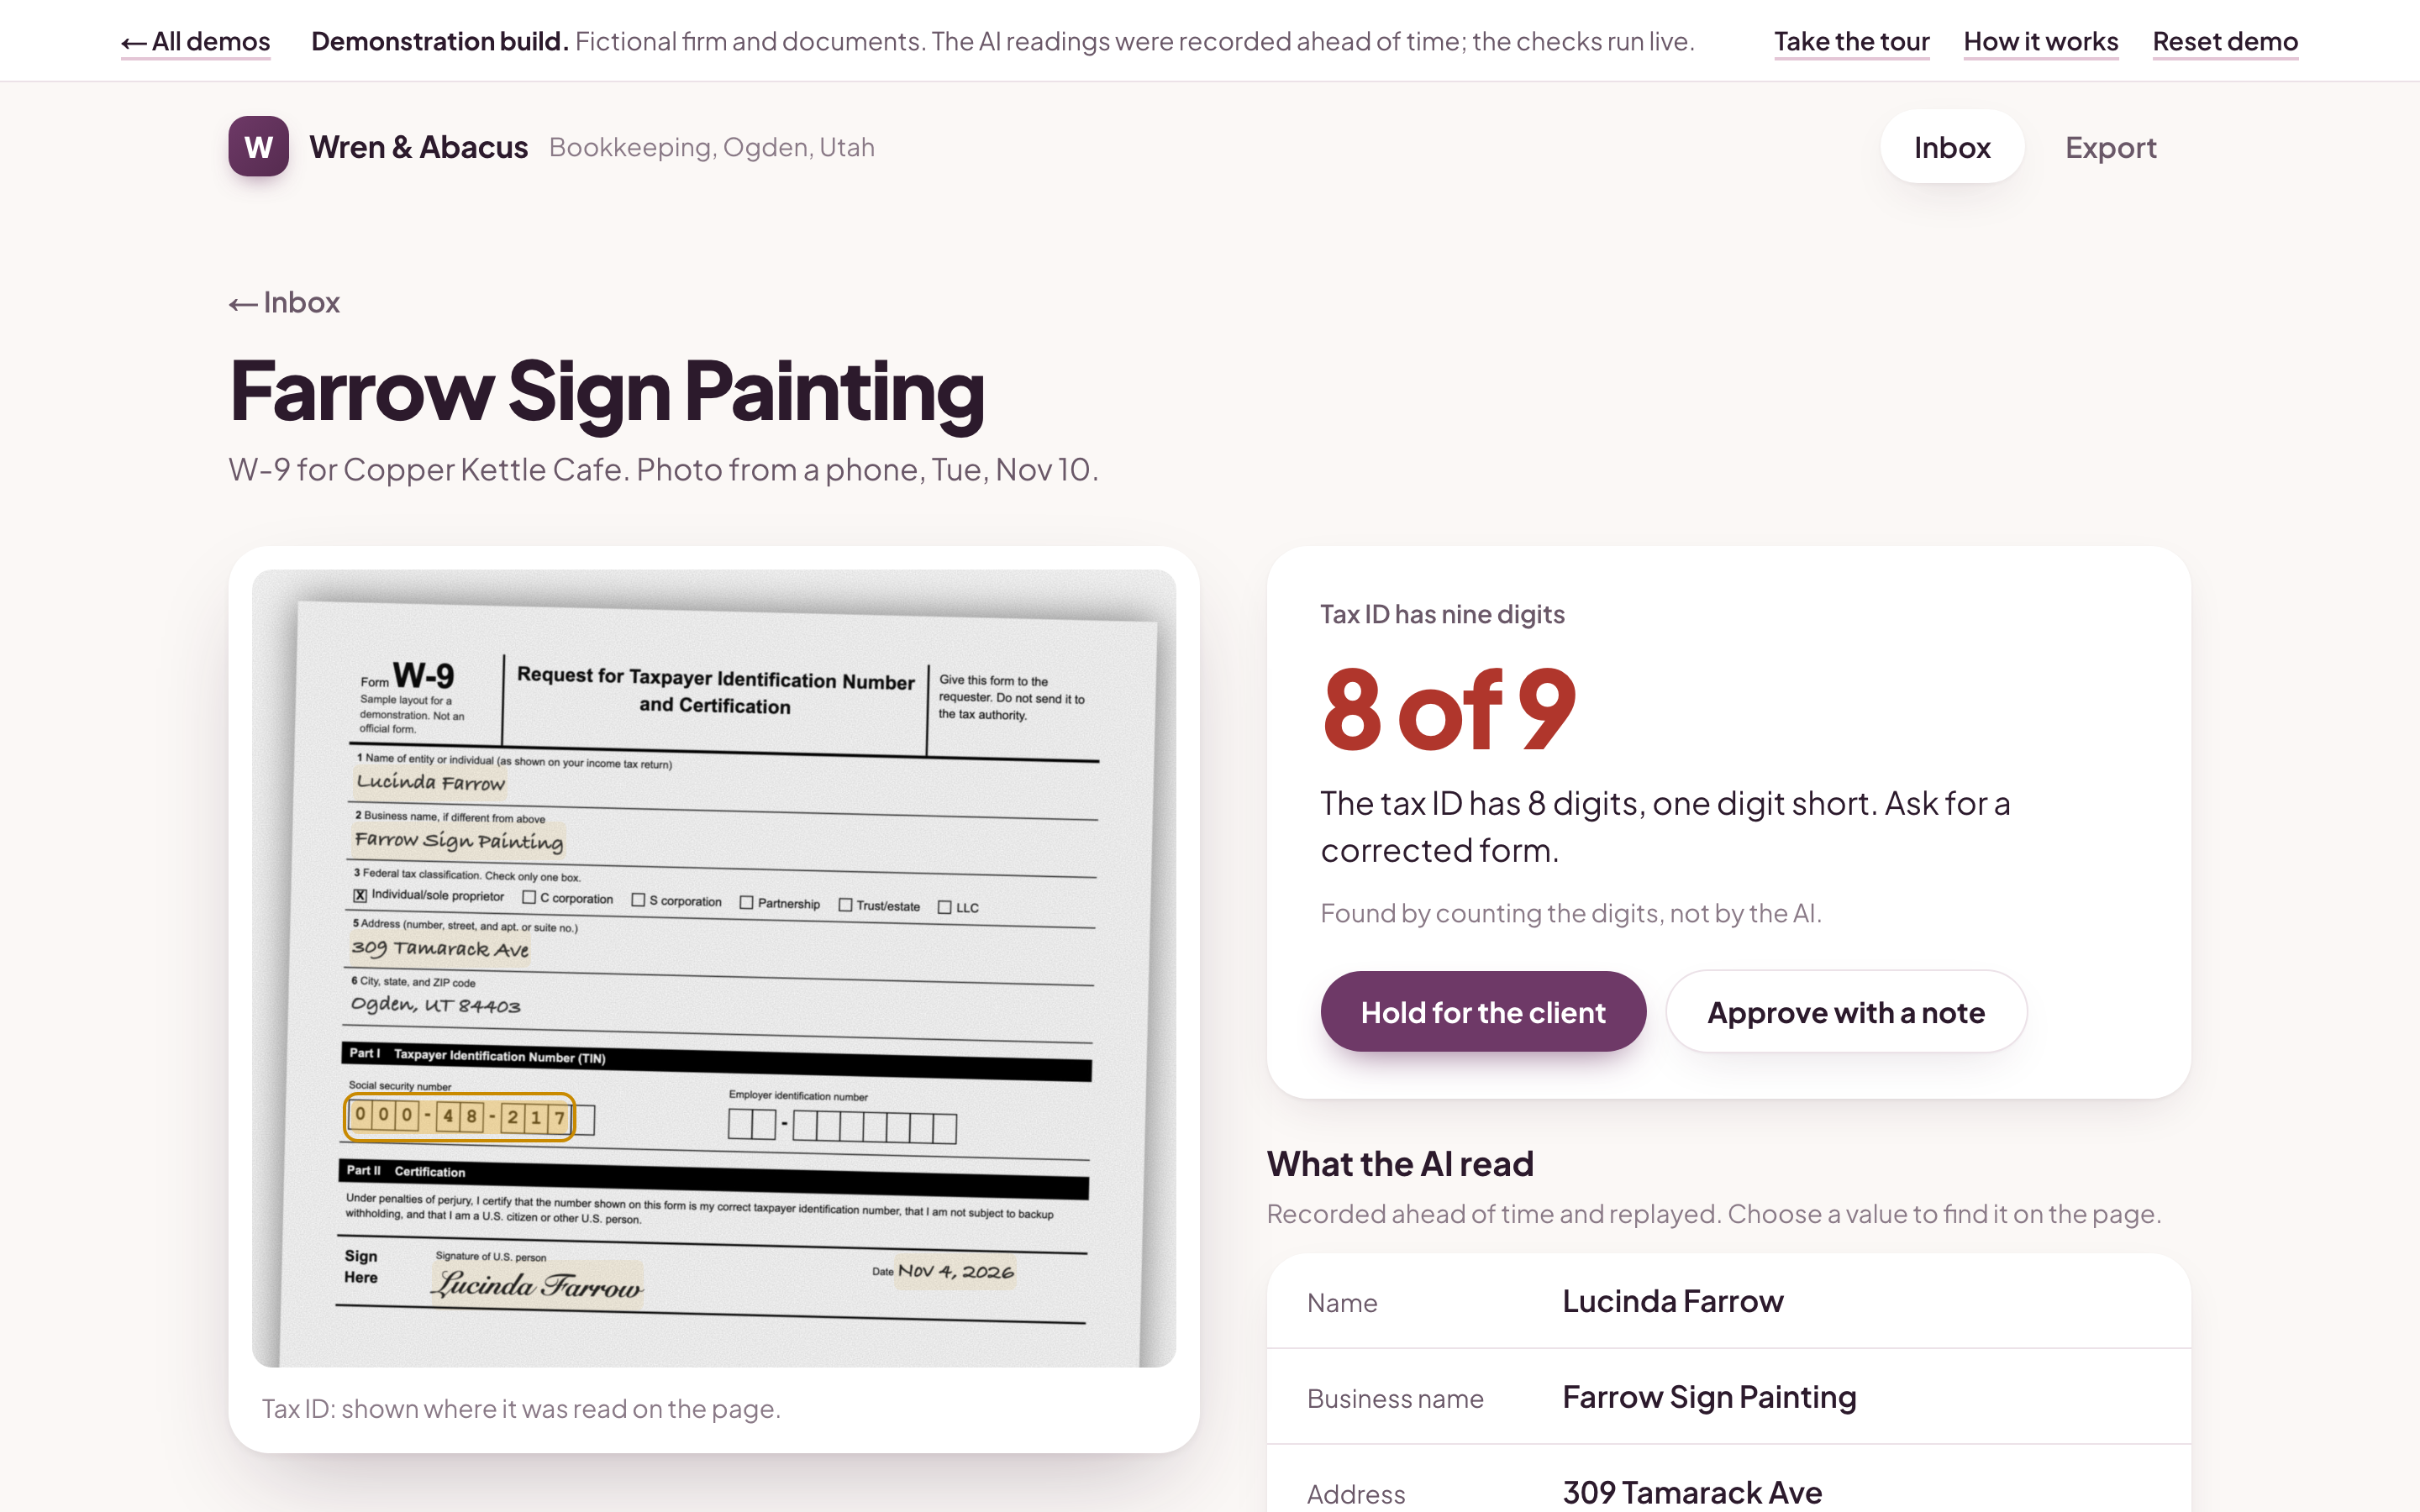 ← All demos
Demonstration build. Fictional firm and documents. The AI readings were recorded ahead of time; the checks run live.
Take the tour
How it works
Reset demo
W
Wren & Abacus
Bookkeeping, Ogden, Utah
Inbox
Export
← Inbox
Farrow Sign Painting
W-9 for Copper Kettle Cafe. Photo from a phone, Tue, Nov 10.
Form W-9
Sample layout for a
demonstration. Not an
official form.
Request for Taxpayer Identification Number
and Certification
Give this form to the
requester. Do not send it to
the tax authority.
1 Name of entity or individual (as shown on your income tax return)
Lucinda Farrow
2 Business name, if different from above
Farrow Sign Painting
3 Federal tax classification. Check only one box.
X Individual/sole proprietor
C corporation
S corporation
Partnership
Trust/estate
LLC
5 Address (number, street, and apt. or suite no.)
309 Tamarack Ave
6 City, state, and ZIP code
Ogden, UT 84403
Part I Taxpayer Identification Number (TIN)
Social security number
000-48-217
Employer identification number
-
Part II Certification
Under penalties of perjury, I certify that the number shown on this form is my correct taxpayer identification number, that I am not subject to backup
withholding, and that I am a U.S. citizen or other U.S. person.
Sign
Here
Signature of U.S. person
Lucinda Farrow
Date Nov 4, 2026
Tax ID: shown where it was read on the page.
Tax ID has nine digits
8 of 9
The tax ID has 8 digits, one digit short. Ask for a
corrected form.
Found by counting the digits, not by the AI.
Hold for the client
Approve with a note
What the AI read
Recorded ahead of time and replayed. Choose a value to find it on the page.
Name
Lucinda Farrow
Business name
Farrow Sign Painting
Address
309 Tamarack Ave